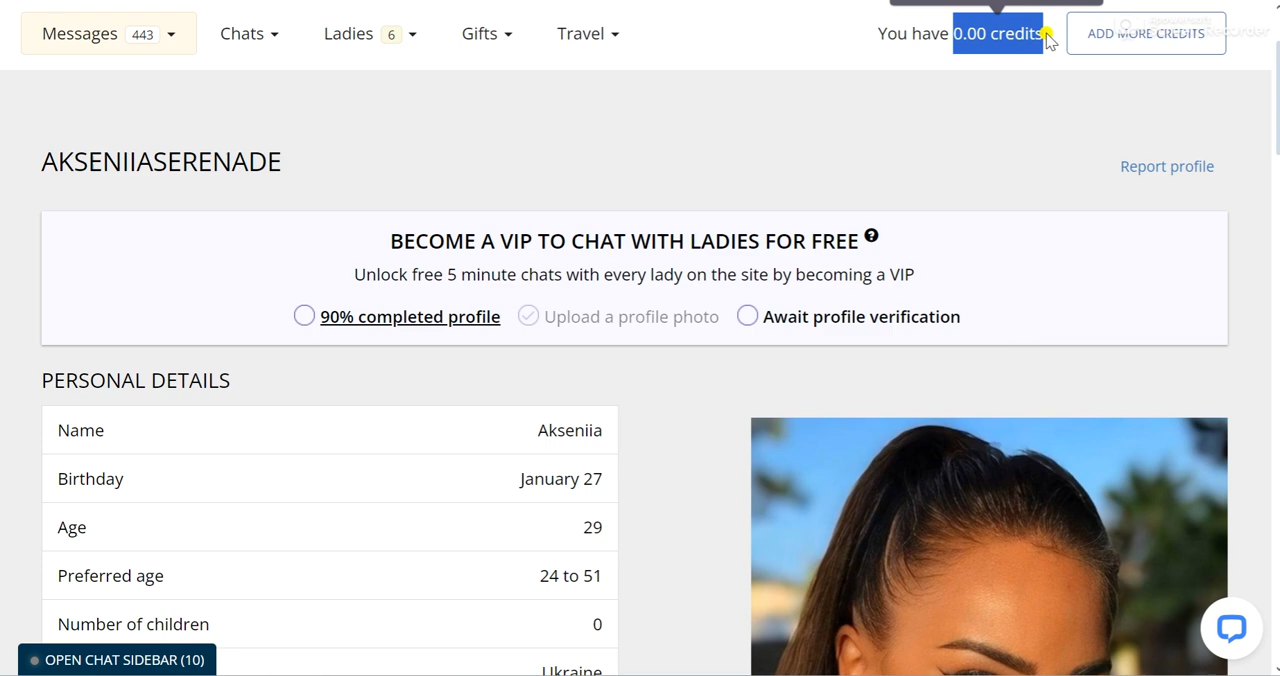 Messages 443 Chats Ladies 6 Gifts Travel You have 0.00 credits ADD MORE CREDITS
Apowersoft
Screen Recorder
AKSENIIASERENADE
Report profile
BECOME A VIP TO CHAT WITH LADIES FOR FREE ?
Unlock free 5 minute chats with every lady on the site by becoming a VIP
90% completed profile Upload a profile photo Await profile verification
PERSONAL DETAILS
Name Akseniia
Birthday January 27
Age 29
Preferred age 24 to 51
Number of children 0
Ukraine
OPEN CHAT SIDEBAR (10)